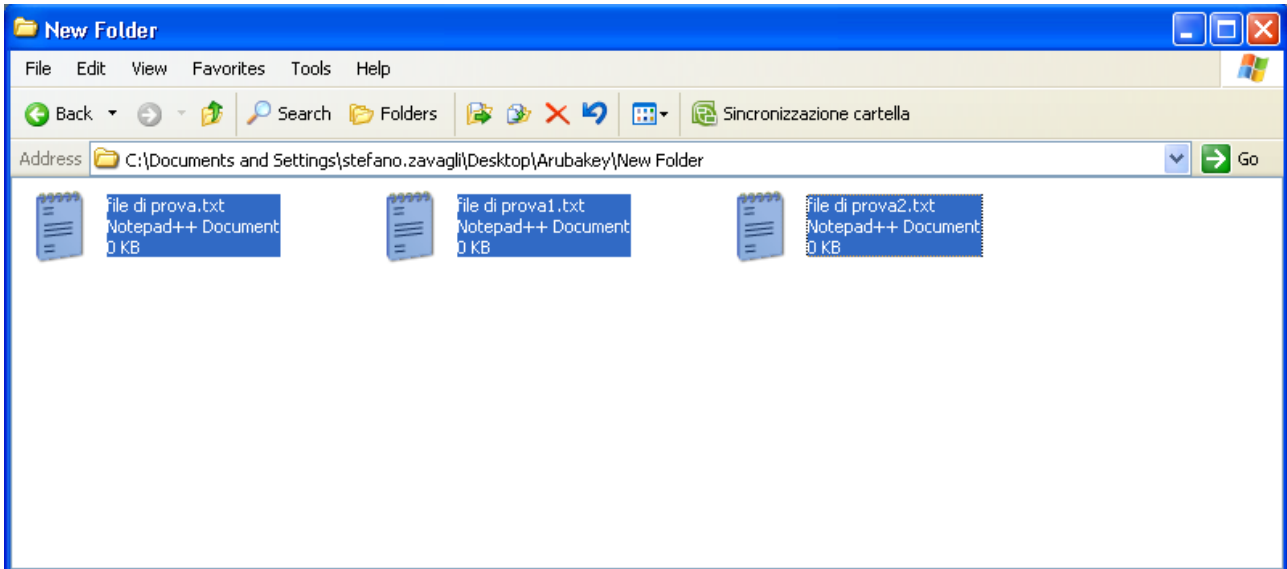 New Folder
File Edit View Favorites Tools Help
Back Search Folders Sincronizzazione cartella
Address C:\Documents and Settings\stefano.zavagli\Desktop\Arubakey\New Folder Go
file di prova.txt
Notepad++ Document
0 KB
file di prova1.txt
Notepad++ Document
0 KB
file di prova2.txt
Notepad++ Document
0 KB